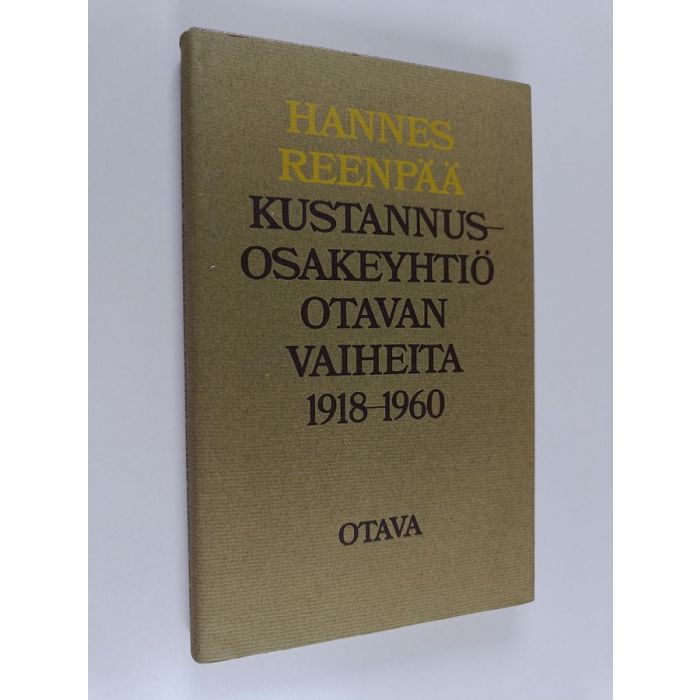 HANNES
REENPÄÄ
KUSTANNUS-
OSAKEYHTIÖ
OTAVAN
VAIHEITA
1918–1960
OTAVA